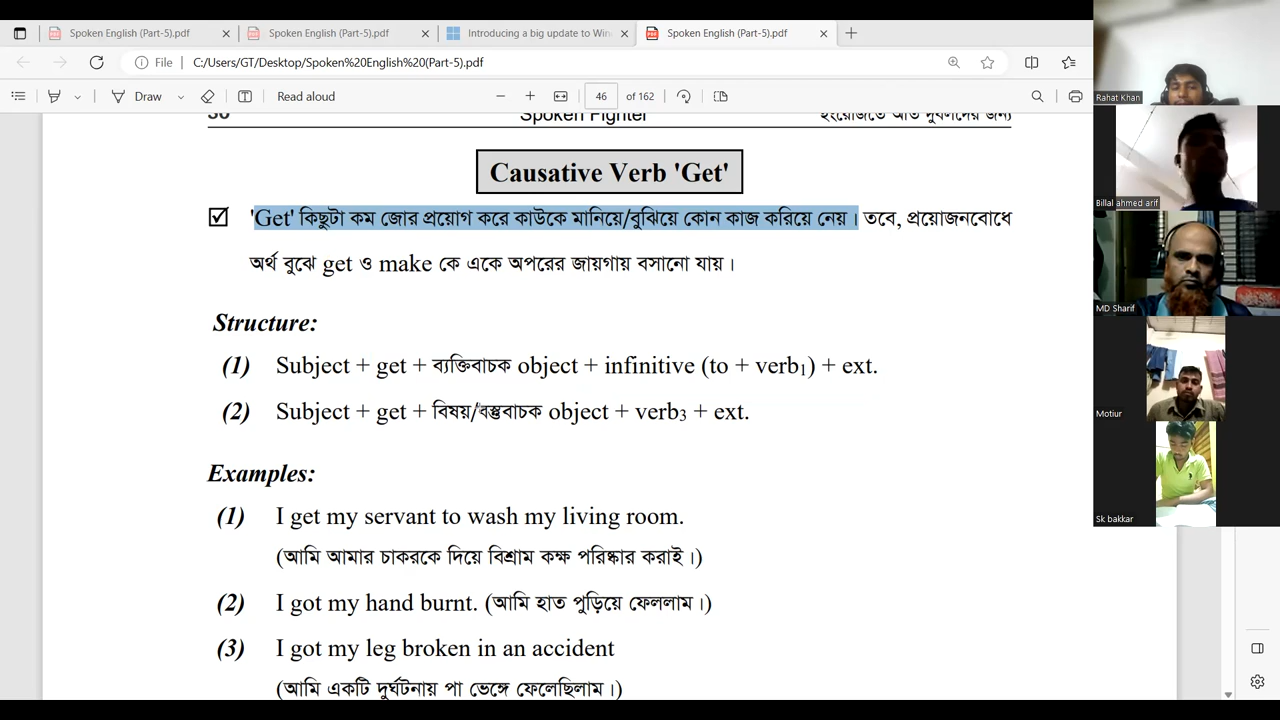 Spoken English (Part-5).pdf
Spoken English (Part-5).pdf
Introducing a big update to Win
Spoken English (Part-5).pdf
File
C:/Users/GT/Desktop/Spoken%20English%20(Part-5).pdf
Draw
Read aloud
46 of 162
Spoken Fighter
ইংরেজিতে অতি দুর্বলদের জন্য
Causative Verb 'Get'
'Get' কিছুটা কম জোর প্রয়োগ করে কাউকে মানিয়ে/বুঝিয়ে কোন কাজ করিয়ে নেয়। তবে, প্রয়োজনবোধে
অর্থ বুঝে get ও make কে একে অপরের জায়গায় বসানো যায়।
Structure:
(1) Subject + get + ব্যক্তিবাচক object + infinitive (to + verb₁) + ext.
(2) Subject + get + বিষয়/বস্তুবাচক object + verb₃ + ext.
Examples:
(1) I get my servant to wash my living room.
(আমি আমার চাকরকে দিয়ে বিশ্রাম কক্ষ পরিষ্কার করাই।)
(2) I got my hand burnt. (আমি হাত পুড়িয়ে ফেললাম।)
(3) I got my leg broken in an accident
(আমি একটি দুর্ঘটনায় পা ভেঙ্গে ফেলেছিলাম।)
Rahat Khan
Billal ahmed arif
MD Sharif
Motiur
Sk bakkar